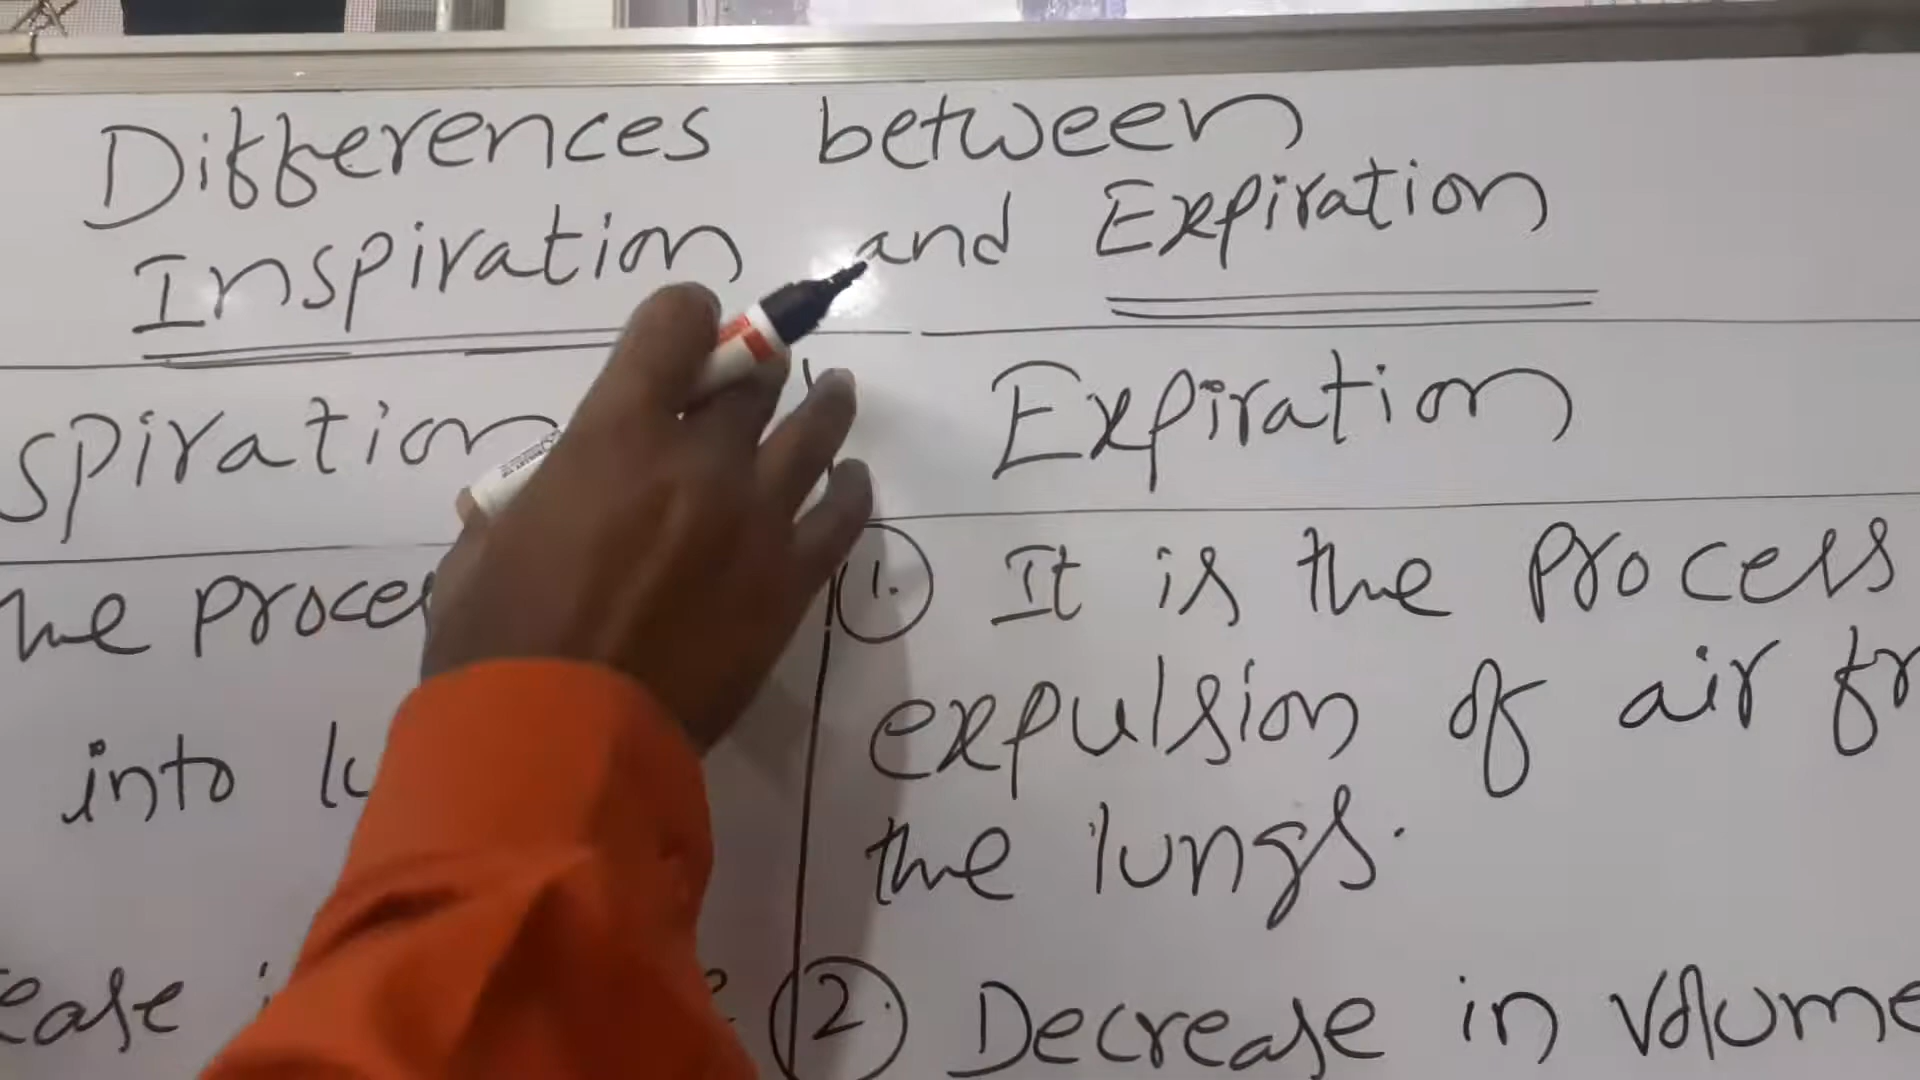 Differences between
Inspiration and Expiration
spiration
Expiration
he proce
into lu
ease i
1. It is the process
expulsion of air fr
the lungs.
2. Decrease in volume